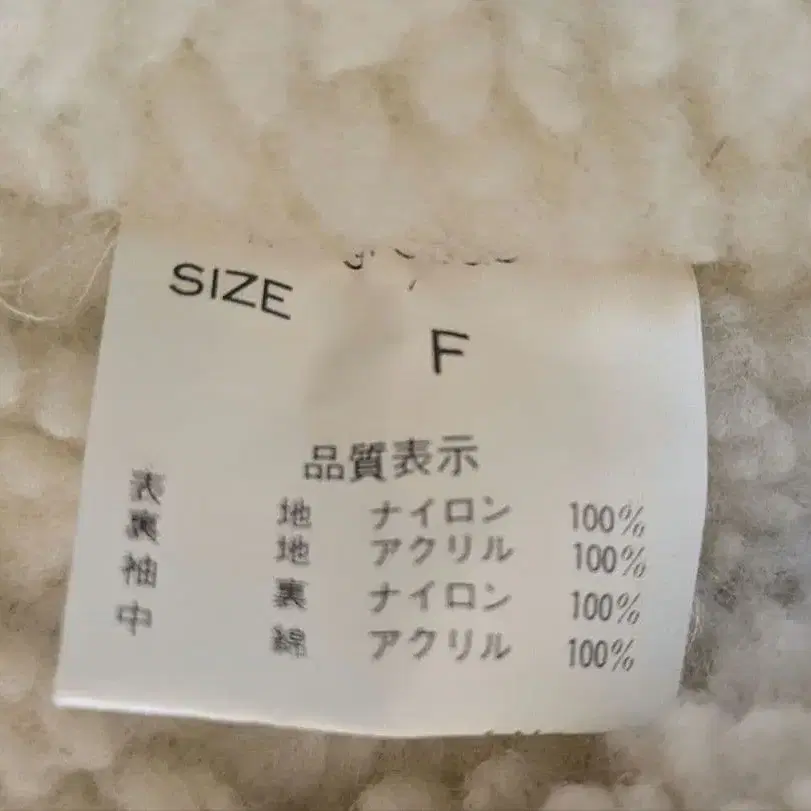 SIZE
F
品質表示
表 地 ナイロン 100%
裏 地 アクリル 100%
袖 裏 ナイロン 100%
中 綿 アクリル 100%